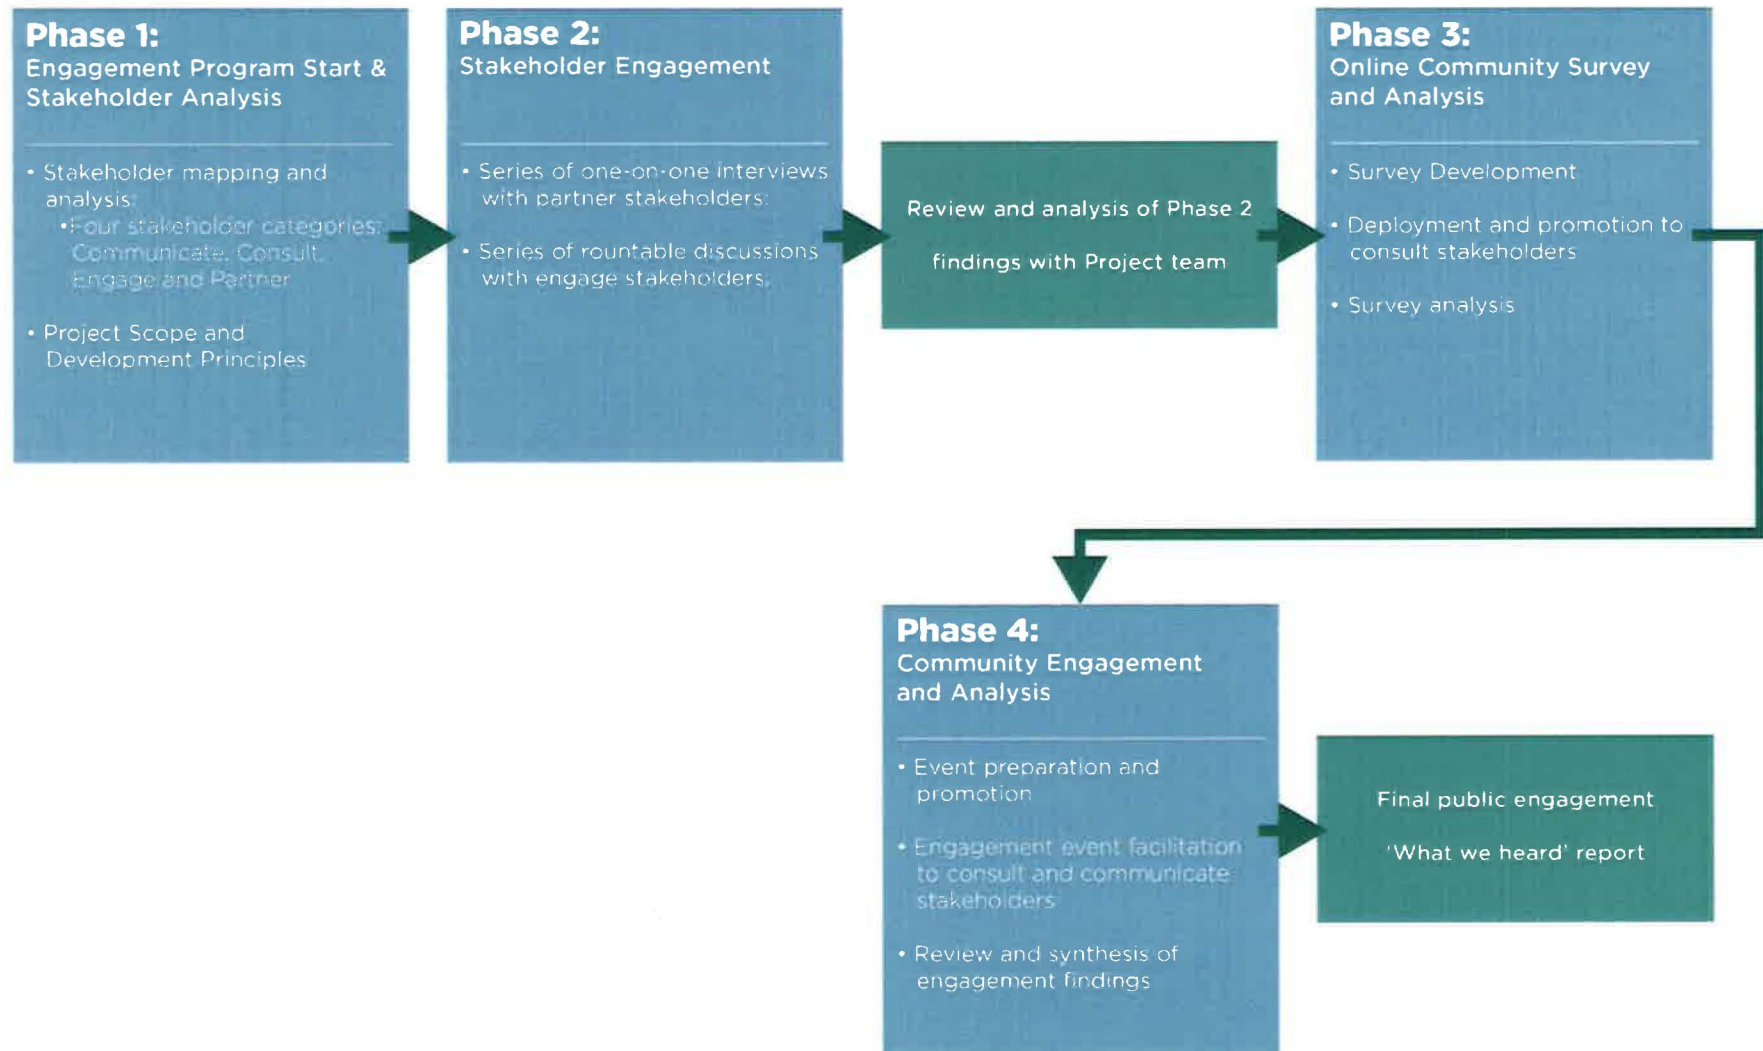 Phase 1:
Engagement Program Start &
Stakeholder Analysis
• Stakeholder mapping and
analysis:
•Four stakeholder categories:
Communicate, Consult,
Engage and Partner
• Project Scope and
Development Principles
Phase 2:
Stakeholder Engagement
• Series of one-on-one interviews
with partner stakeholders;
• Series of rountable discussions
with engage stakeholders;
Review and analysis of Phase 2
findings with Project team
Phase 3:
Online Community Survey
and Analysis
• Survey Development
• Deployment and promotion to
consult stakeholders
• Survey analysis
Phase 4:
Community Engagement
and Analysis
• Event preparation and
promotion
• Engagement event facilitation
to consult and communicate
stakeholders
• Review and synthesis of
engagement findings
Final public engagement
'What we heard' report